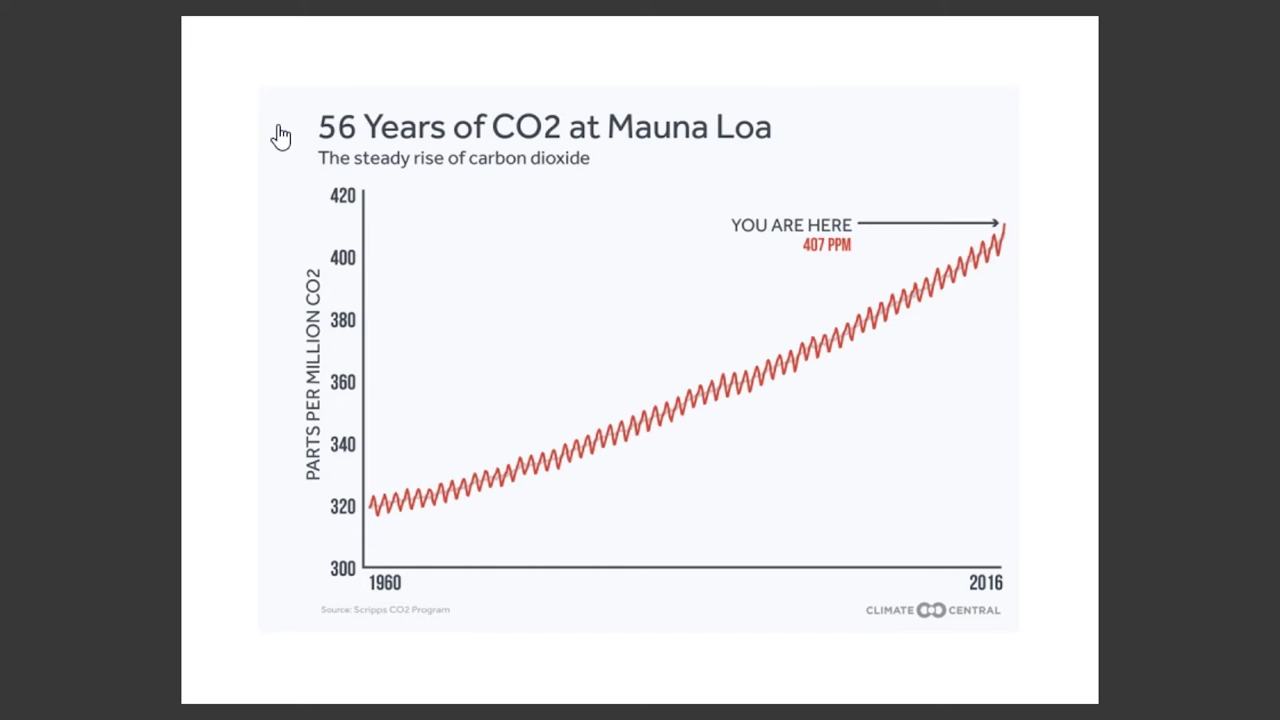 56 Years of CO2 at Mauna Loa
The steady rise of carbon dioxide
420
YOU ARE HERE
407 PPM
400
380
360
340
320
300
PARTS PER MILLION CO2
1960
2016
Source: Scripps CO2 Program
CLIMATE CENTRAL